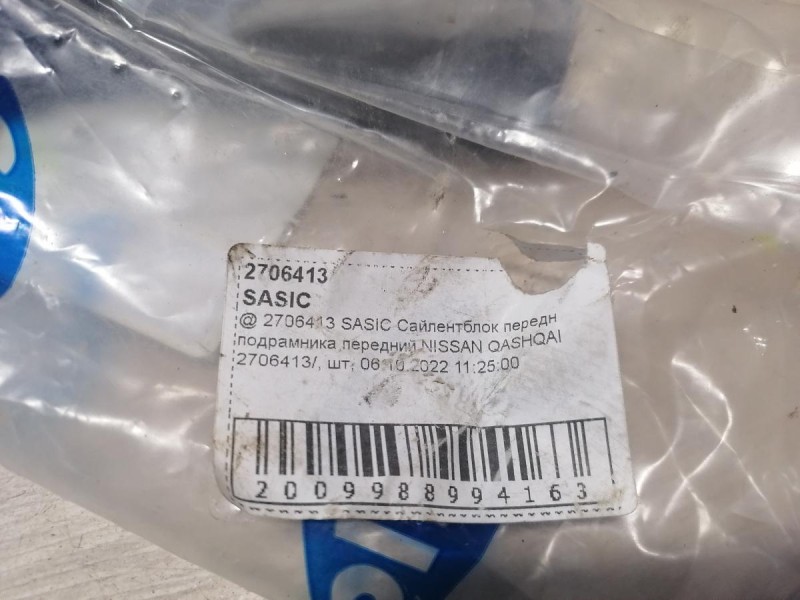 2706413
SASIC
@ 2706413 SASIC Сайлентблок передн
подрамника передний NISSAN QASHQAI
2706413/, шт, 06.10.2022 11:25:00
2009988994163